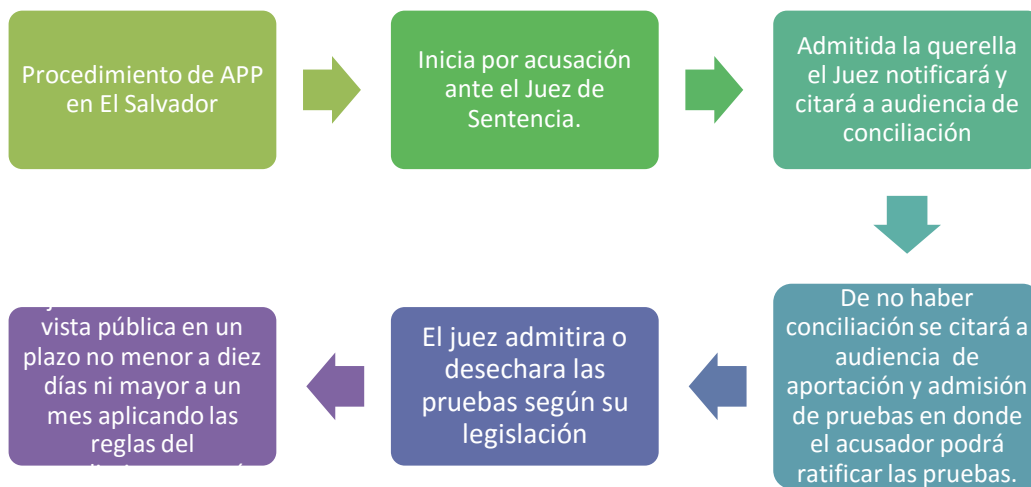 Procedimiento de APP
en El Salvador
Inicia por acusación
ante el Juez de
Sentencia.
Admitida la querella
el Juez notificará y
citará a audiencia de
conciliación
De no haber
conciliación se citará a
audiencia de
aportación y admisión
de pruebas en donde
el acusador podrá
ratificar las pruebas.
El juez admitira o
desechara las
pruebas según su
legislación
vista pública en un
plazo no menor a diez
días ni mayor a un
mes aplicando las
reglas del